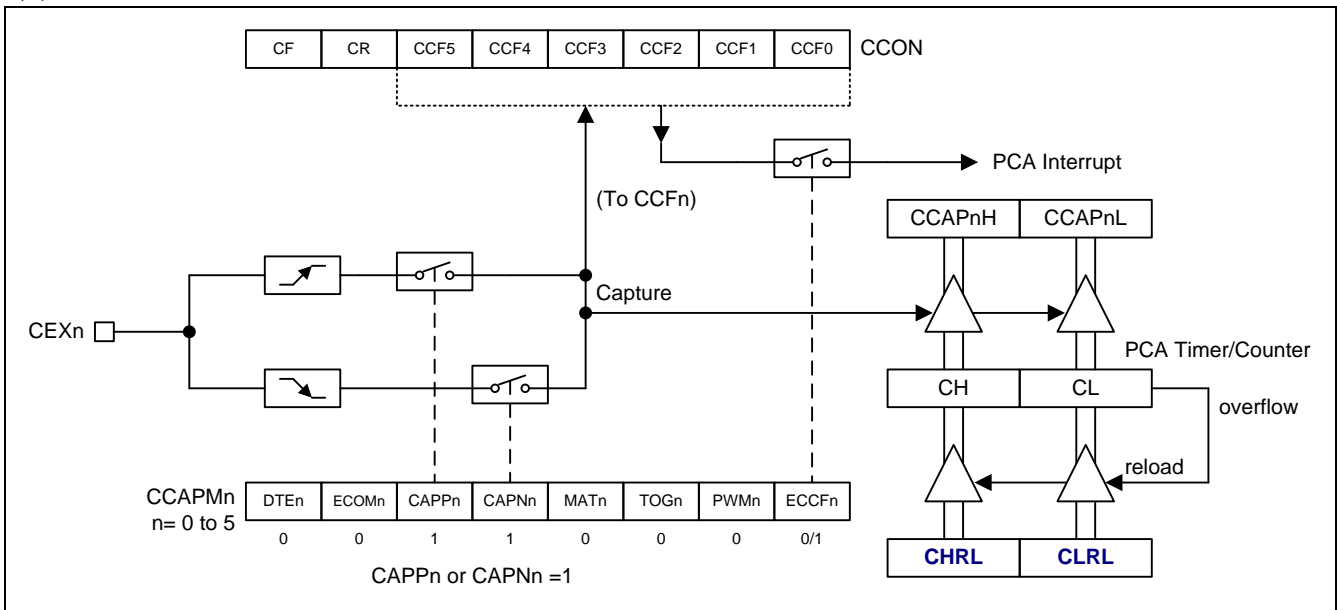 CF CR CCF5 CCF4 CCF3 CCF2 CCF1 CCF0 CCON
PCA Interrupt
(To CCFn)
CCAPnH CCAPnL
Capture
CEXn
PCA Timer/Counter
CH CL
overflow
reload
CCAPMn DTEn ECOMn CAPPn CAPNn MATn TOGn PWMn ECCFn
n= 0 to 5
0 0 1 1 0 0 0 0/1
CHRL CLRL
CAPPn or CAPNn =1